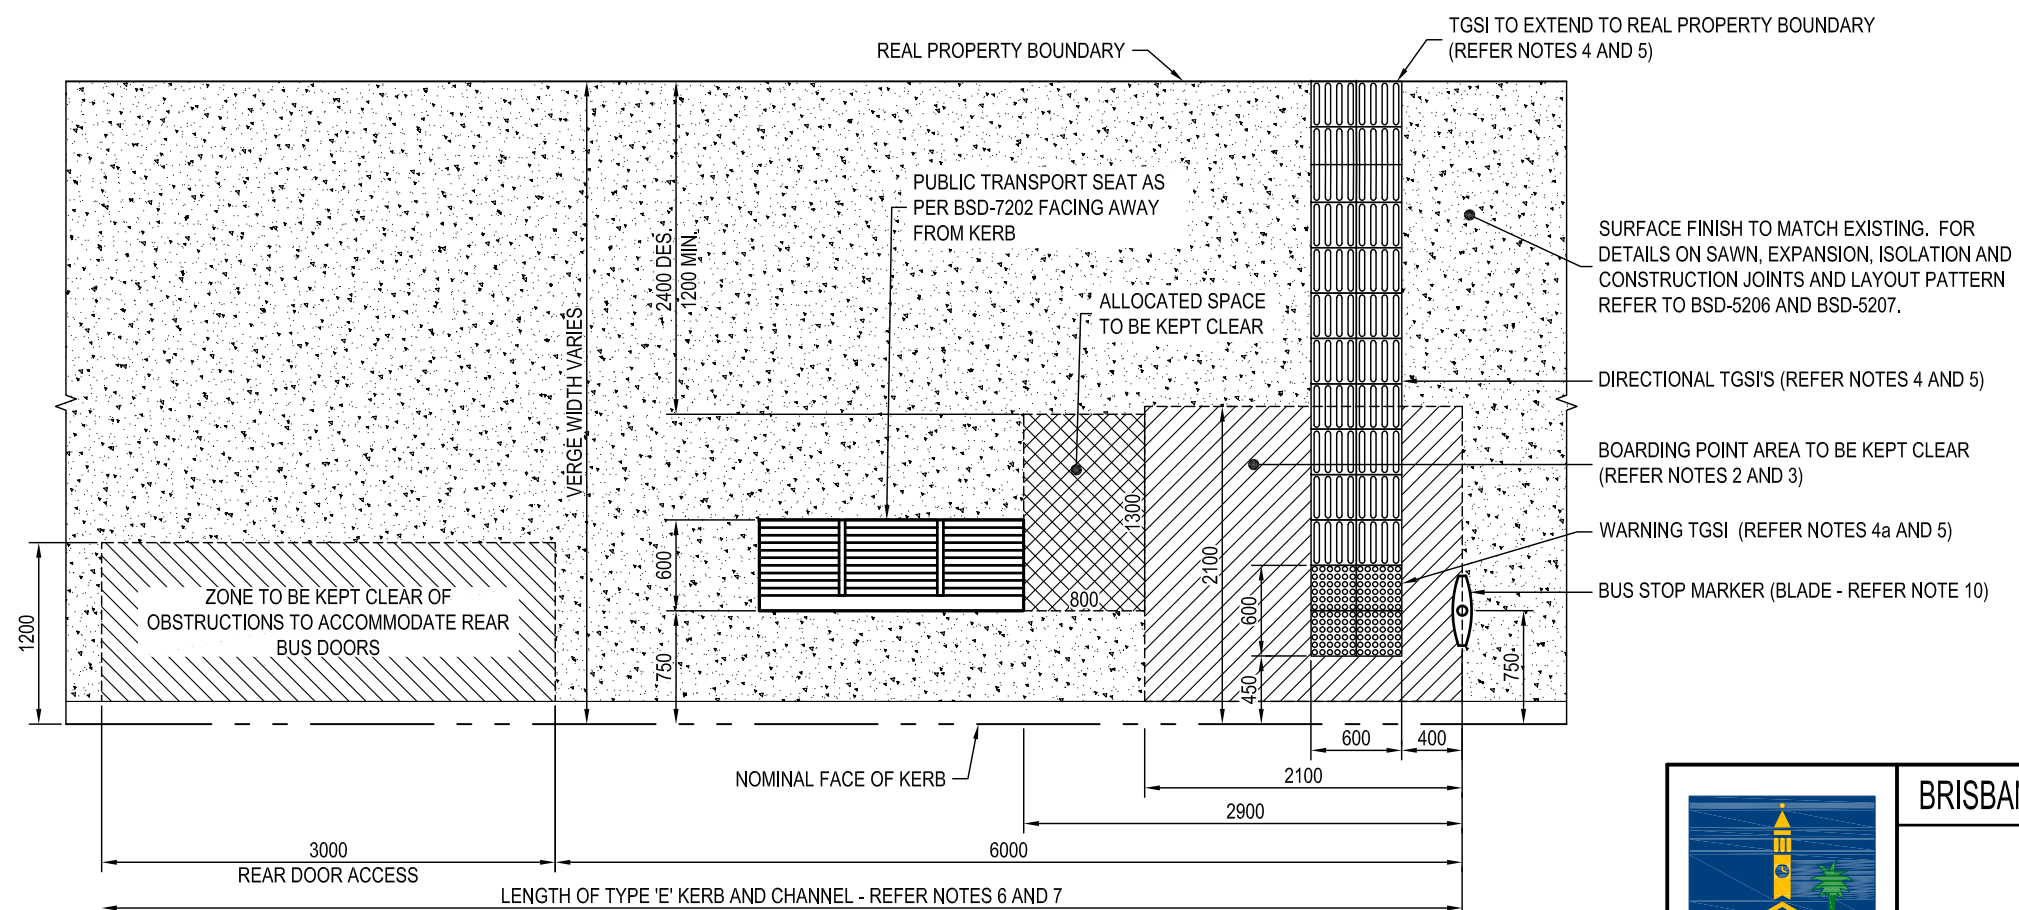 TGSI TO EXTEND TO REAL PROPERTY BOUNDARY
(REFER NOTES 4 AND 5)
REAL PROPERTY BOUNDARY
PUBLIC TRANSPORT SEAT AS
PER BSD-7202 FACING AWAY
FROM KERB
2400 DES.
1200 MIN.
ALLOCATED SPACE
TO BE KEPT CLEAR
SURFACE FINISH TO MATCH EXISTING. FOR
DETAILS ON SAWN, EXPANSION, ISOLATION AND
CONSTRUCTION JOINTS AND LAYOUT PATTERN
REFER TO BSD-5206 AND BSD-5207.
VERGE WIDTH VARIES
DIRECTIONAL TGSI'S (REFER NOTES 4 AND 5)
BOARDING POINT AREA TO BE KEPT CLEAR
(REFER NOTES 2 AND 3)
WARNING TGSI (REFER NOTES 4a AND 5)
BUS STOP MARKER (BLADE - REFER NOTE 10)
1200
ZONE TO BE KEPT CLEAR OF
OBSTRUCTIONS TO ACCOMMODATE REAR
BUS DOORS
600
750
1300
800
2100
600
450
750
600
400
2100
2900
NOMINAL FACE OF KERB
3000
REAR DOOR ACCESS
6000
LENGTH OF TYPE 'E' KERB AND CHANNEL - REFER NOTES 6 AND 7
BRISBAN